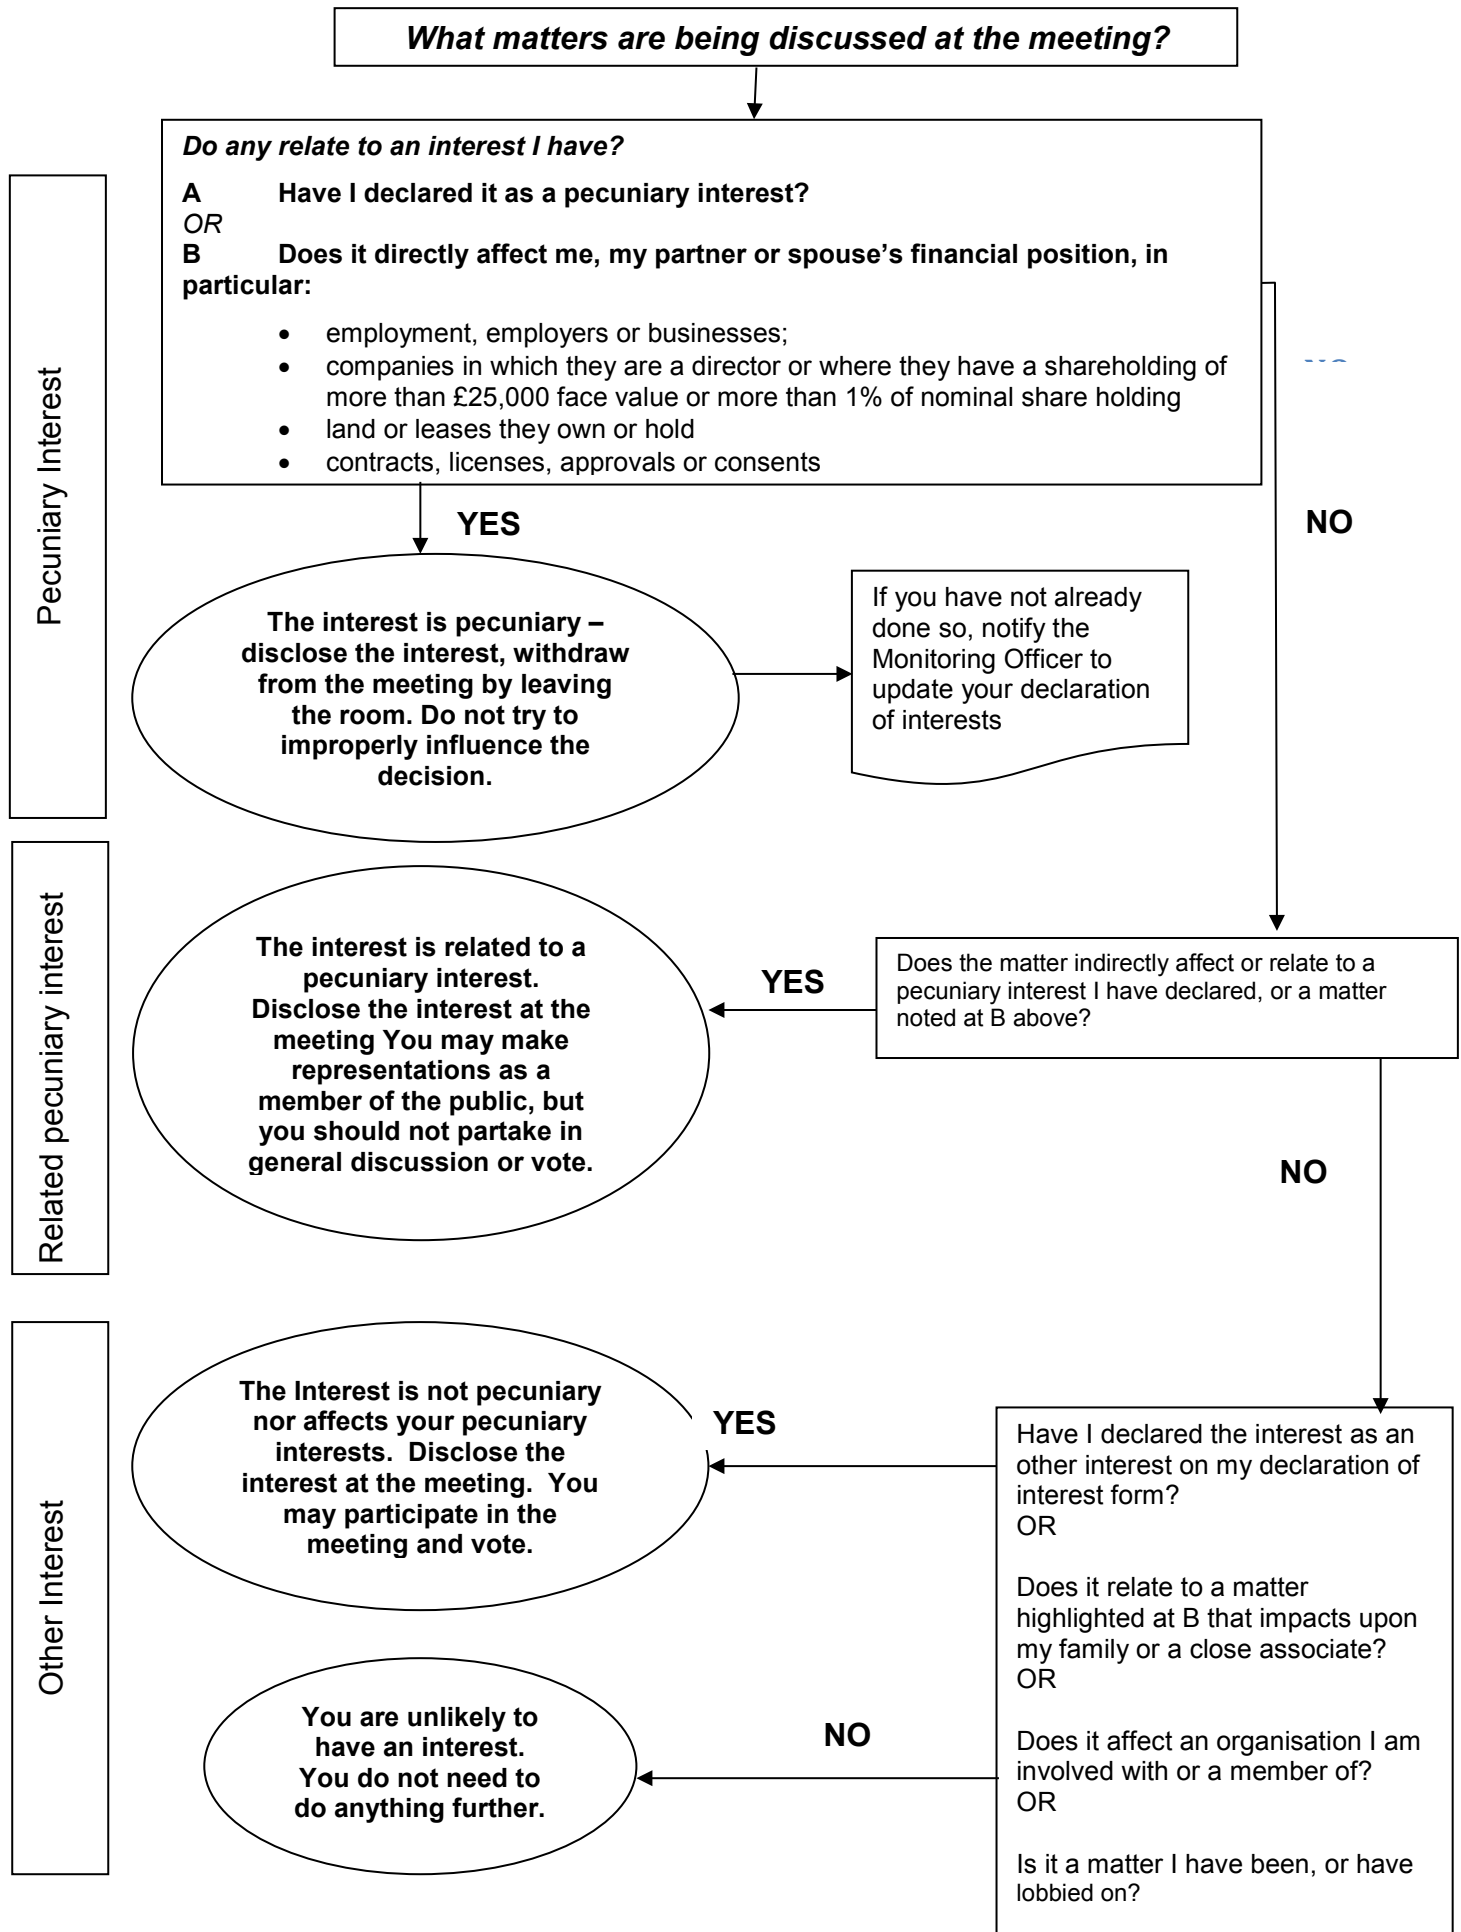 What matters are being discussed at the meeting?
Do any relate to an interest I have?
A Have I declared it as a pecuniary interest?
OR
B Does it directly affect me, my partner or spouse's financial position, in
particular:
• employment, employers or businesses;
• companies in which they are a director or where they have a shareholding of
more than £25,000 face value or more than 1% of nominal share holding
• land or leases they own or hold
• contracts, licenses, approvals or consents
Pecuniary Interest
YES
NO
The interest is pecuniary –
disclose the interest, withdraw
from the meeting by leaving
the room. Do not try to
improperly influence the
decision.
If you have not already
done so, notify the
Monitoring Officer to
update your declaration
of interests
Related pecuniary interest
The interest is related to a
pecuniary interest.
Disclose the interest at the
meeting You may make
representations as a
member of the public, but
you should not partake in
general discussion or vote.
YES
Does the matter indirectly affect or relate to a
pecuniary interest I have declared, or a matter
noted at B above?
NO
Other Interest
The Interest is not pecuniary
nor affects your pecuniary
interests. Disclose the
interest at the meeting. You
may participate in the
meeting and vote.
YES
Have I declared the interest as an
other interest on my declaration of
interest form?
OR
Does it relate to a matter
highlighted at B that impacts upon
my family or a close associate?
OR
Does it affect an organisation I am
involved with or a member of?
OR
Is it a matter I have been, or have
lobbied on?
NO
You are unlikely to
have an interest.
You do not need to
do anything further.